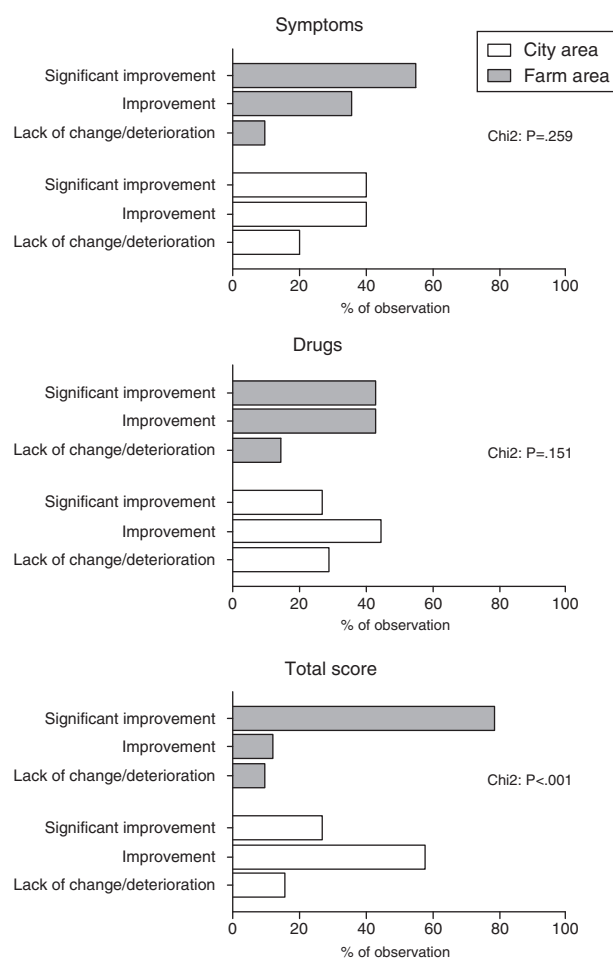 Symptoms
City area
Farm area
Significant improvement
Improvement
Lack of change/deterioration
Chi2: P=.259
Significant improvement
Improvement
Lack of change/deterioration
0 20 40 60 80 100
% of observation
Drugs
Significant improvement
Improvement
Lack of change/deterioration
Chi2: P=.151
Significant improvement
Improvement
Lack of change/deterioration
0 20 40 60 80 100
% of observation
Total score
Significant improvement
Improvement
Lack of change/deterioration
Chi2: P<.001
Significant improvement
Improvement
Lack of change/deterioration
0 20 40 60 80 100
% of observation